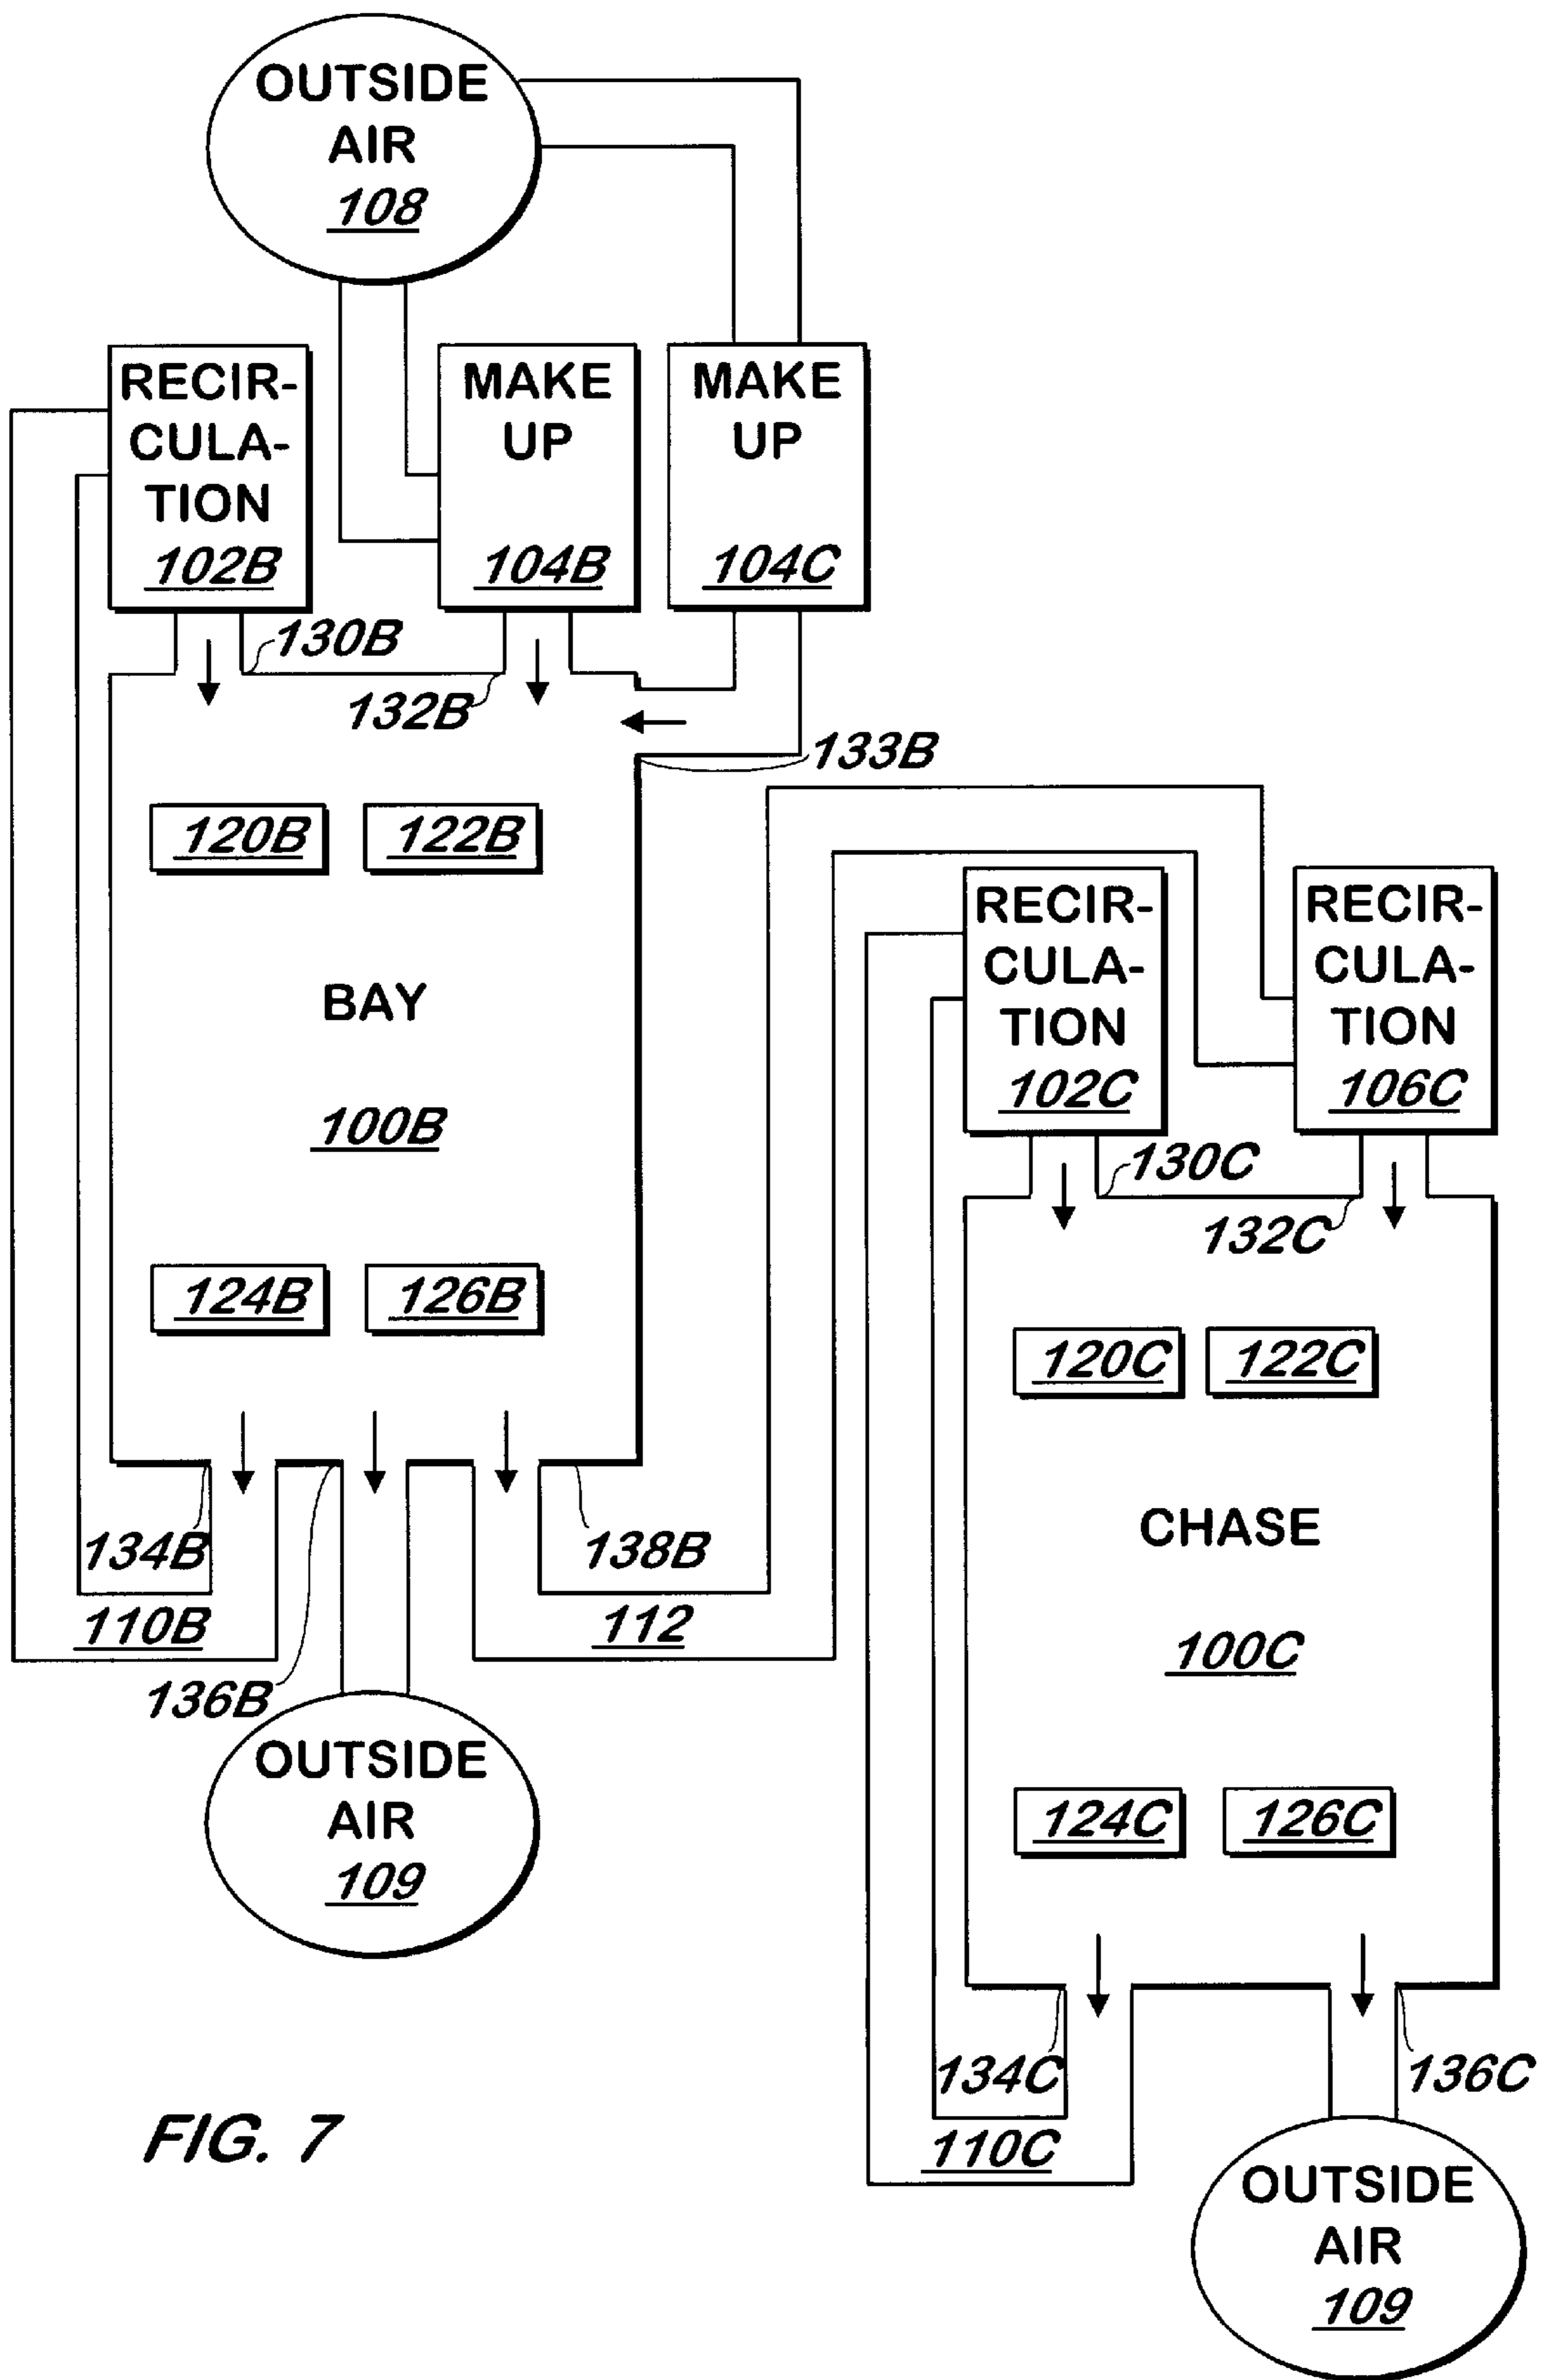 OUTSIDE
AIR
108
RECIR-
CULA-
TION
102B
MAKE
UP
104B
MAKE
UP
104C
130B
132B
133B
120B
122B
BAY
100B
124B
126B
134B
110B
136B
138B
112
OUTSIDE
AIR
109
RECIR-
CULA-
TION
102C
RECIR-
CULA-
TION
106C
130C
132C
120C
122C
CHASE
100C
124C
126C
134C
110C
136C
OUTSIDE
AIR
109
FIG. 7